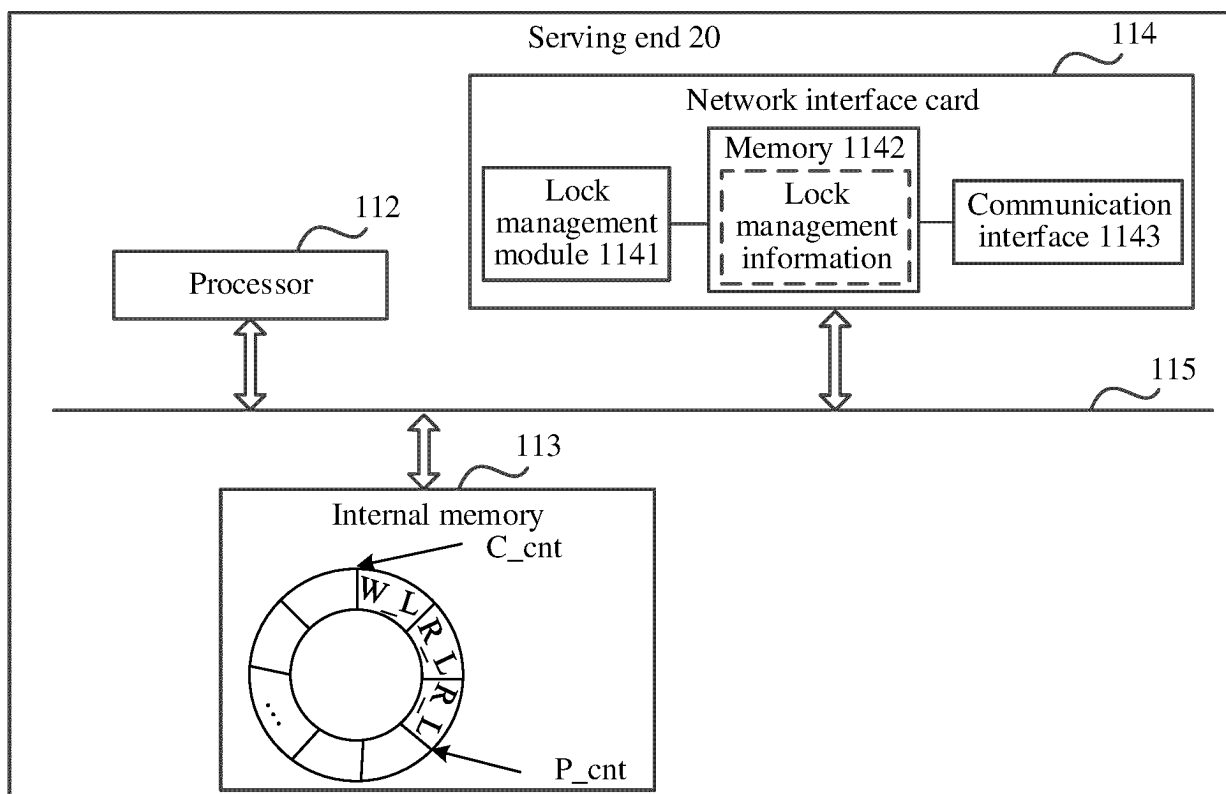 Serving end 20
114
Network interface card
Memory 1142
Lock
management
module 1141
Lock
management
information
Communication
interface 1143
112
Processor
115
113
Internal memory
C_cnt
W_L
R_L
R_L
...
P_cnt